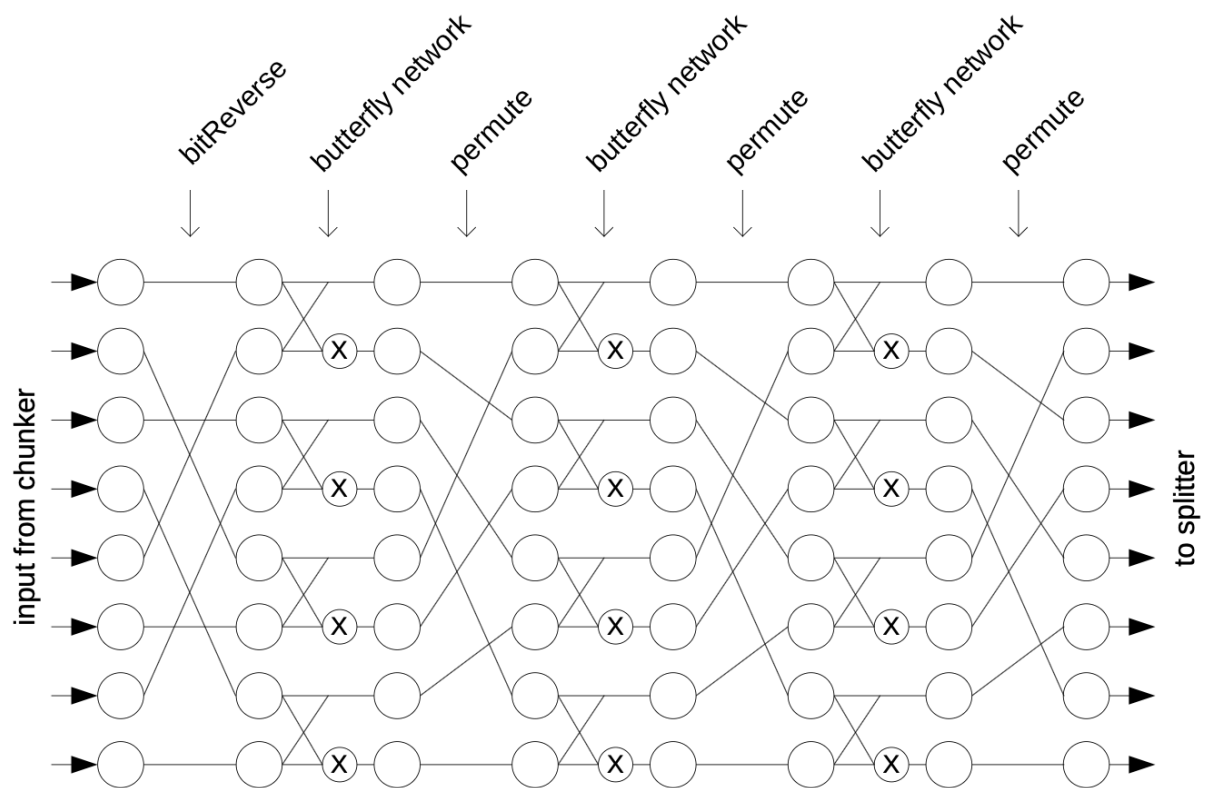 bitReverse
butterfly network
permute
butterfly network
permute
butterfly network
permute
input from chunker
X
X
X
X
X
X
X
X
X
X
X
X
to splitter